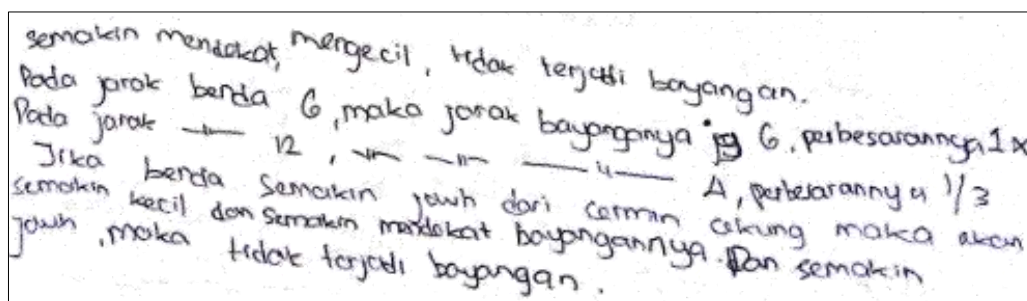 semakin mendekat, mengecil, tidak terjadi bayangan.
Pada jarak benda 6, maka jarak bayanganya 6, perbesarannya 1x
Pada jarak —〃— 12, —〃— —〃— —〃— 4, perbesarannya 1/3
Jika benda semakin jauh dari cermin cekung maka akan
semakin kecil dan semakin mendekat bayangannya. Dan semakin
jauh, maka tidak terjadi bayangan.